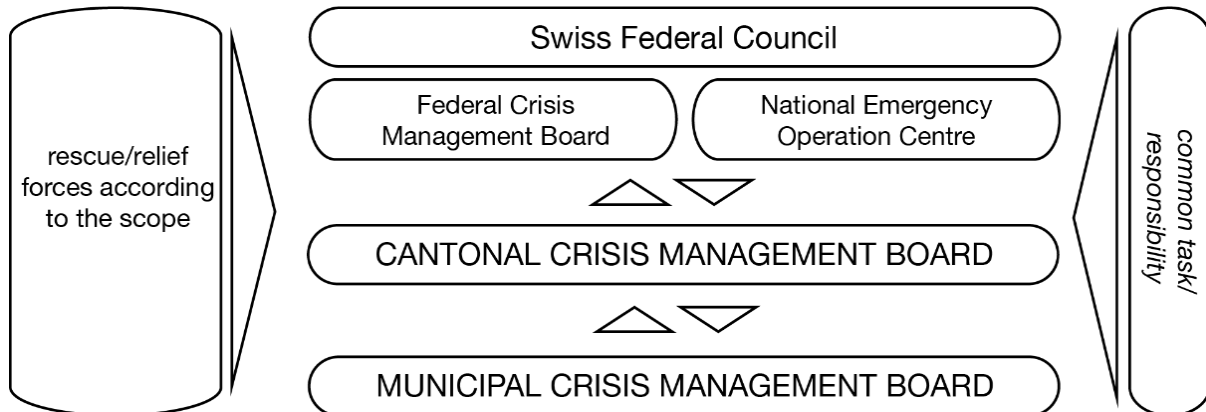 rescue/relief
forces according
to the scope
Swiss Federal Council
Federal Crisis
Management Board
National Emergency
Operation Centre
CANTONAL CRISIS MANAGEMENT BOARD
MUNICIPAL CRISIS MANAGEMENT BOARD
common task/
responsibility